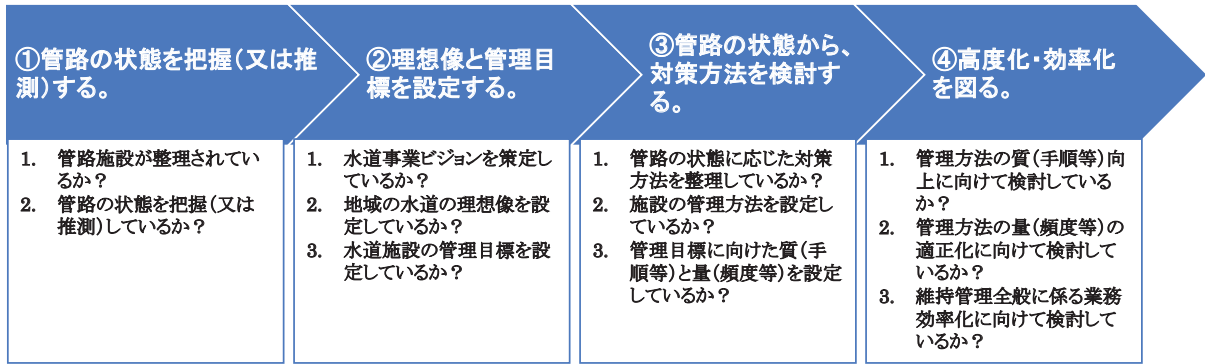 ①管路の状態を把握(又は推
測)する。
1. 管路施設が整理されてい
るか？
2. 管路の状態を把握(又は
推測)しているか？
②理想像と管理目
標を設定する。
1. 水道事業ビジョンを策定し
ているか？
2. 地域の水道の理想像を設
定しているか？
3. 水道施設の管理目標を設
定しているか？
③管路の状態から、
対策方法を検討す
る。
1. 管路の状態に応じた対策
方法を整理しているか？
2. 施設の管理方法を設定し
ているか？
3. 管理目標に向けた質(手
順等)と量(頻度等)を設定
しているか？
④高度化・効率化
を図る。
1. 管理方法の質(手順等)向
上に向けて検討している
か？
2. 管理方法の量(頻度等)の
適正化に向けて検討して
いるか？
3. 維持管理全般に係る業務
効率化に向けて検討して
いるか？